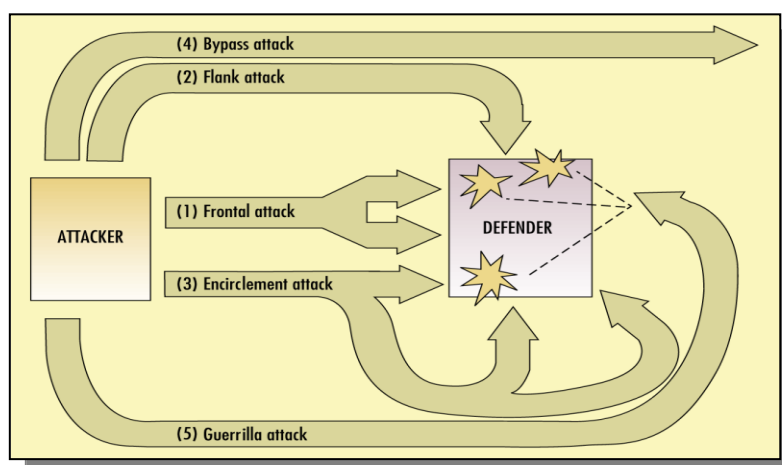 (4) Bypass attack
(2) Flank attack
(1) Frontal attack
ATTACKER
DEFENDER
(3) Encirclement attack
(5) Guerrilla attack